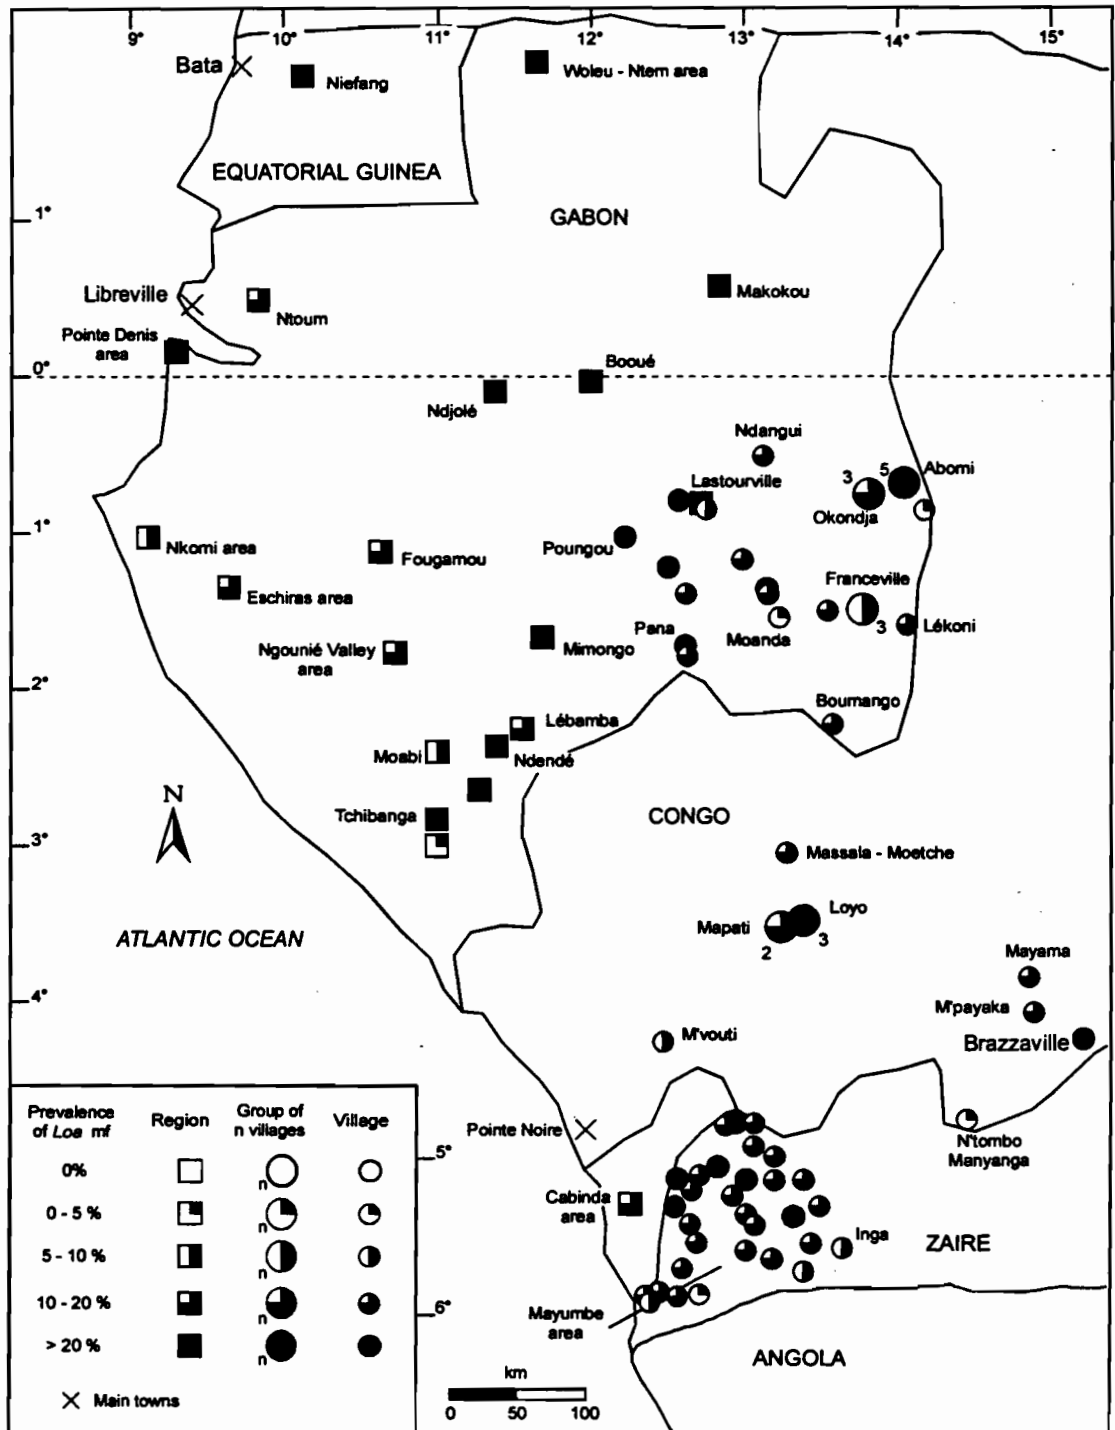 9°
10°
11°
12°
13°
14°
15°
Bata
Niefang
Woleu - Ntem area
EQUATORIAL GUINEA
1°
GABON
Libreville
Ntoum
Makokou
Pointe Denis
area
0°
Booué
Ndjolé
Ndangui
Lastourville
3
5
Abomi
Okondja
1°
Nkomi area
Fougamou
Poungou
Franceville
Eschiras area
3
Lékoni
Pana
Moanda
Ngounié Valley
area
Mimongo
2°
Boumango
Lébamba
Moabi
Ndendé
N
Tchibanga
CONGO
3°
Massala - Moetche
Mapati
Loyo
2
3
ATLANTIC OCEAN
Mayama
4°
M'payaka
M'vouti
Brazzaville
Pointe Noire
N'tombo
Manyanga
5°
Cabinda
area
Inga
ZAIRE
Mayumbe
area
6°
ANGOLA
Prevalence
of Loa mf
Region
Group of
n villages
Village
0%
n
0 - 5 %
n
5 - 10 %
n
10 - 20 %
n
> 20 %
n
Main towns
km
0
50
100